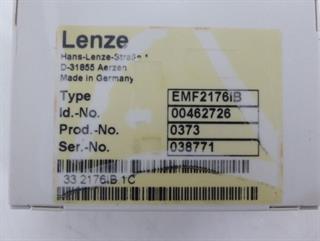 Lenze
Hans-Lenze-Straße 1
D-31855 Aerzen
Made in Germany
Type EMF2176IB
Id.-No. 00462726
Prod.-No. 0373
Ser.-No. 038771
33.2176IB.1C